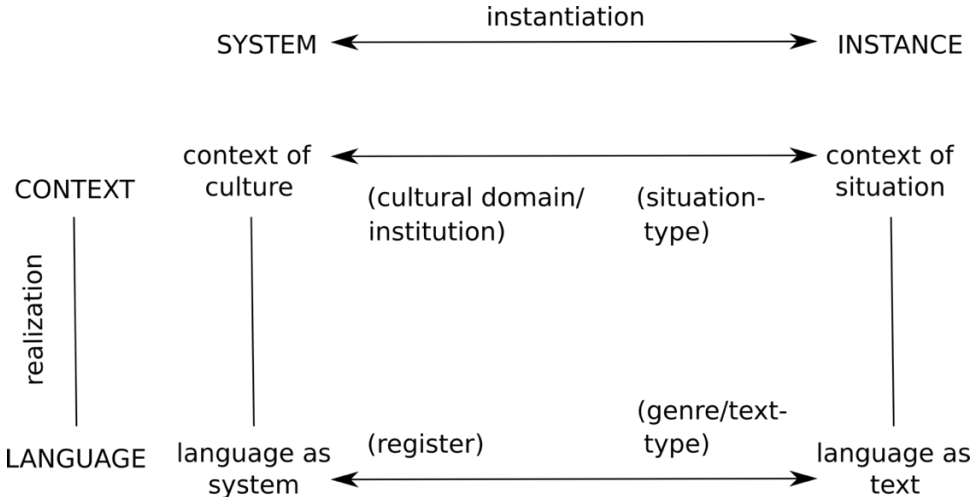 instantiation
SYSTEM
INSTANCE
context of
culture
context of
situation
CONTEXT
(cultural domain/
institution)
(situation-
type)
realization
(genre/text-
type)
(register)
LANGUAGE
language as
system
language as
text